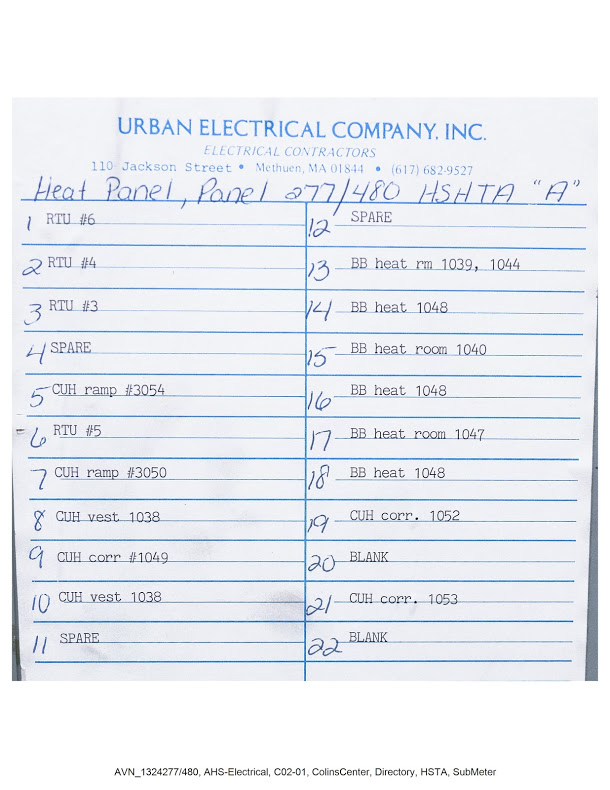 URBAN ELECTRICAL COMPANY, INC.
ELECTRICAL CONTRACTORS
110 Jackson Street • Methuen, MA 01844 • (617) 682-9527
Heat Panel, Panel 277/480 HSHTA "A"
1 RTU #6
2 RTU #4
3 RTU #3
4 SPARE
5 CUH ramp #3054
6 RTU #5
7 CUH ramp #3050
8 CUH vest 1038
9 CUH corr #1049
10 CUH vest 1038
11 SPARE
12 SPARE
13 BB heat rm 1039, 1044
14 BB heat 1048
15 BB heat room 1040
16 BB heat 1048
17 BB heat room 1047
18 BB heat 1048
19 CUH corr. 1052
20 BLANK
21 CUH corr. 1053
22 BLANK
AVN_1324277/480, AHS-Electrical, C02-01, ColinsCenter, Directory, HSTA, SubMeter